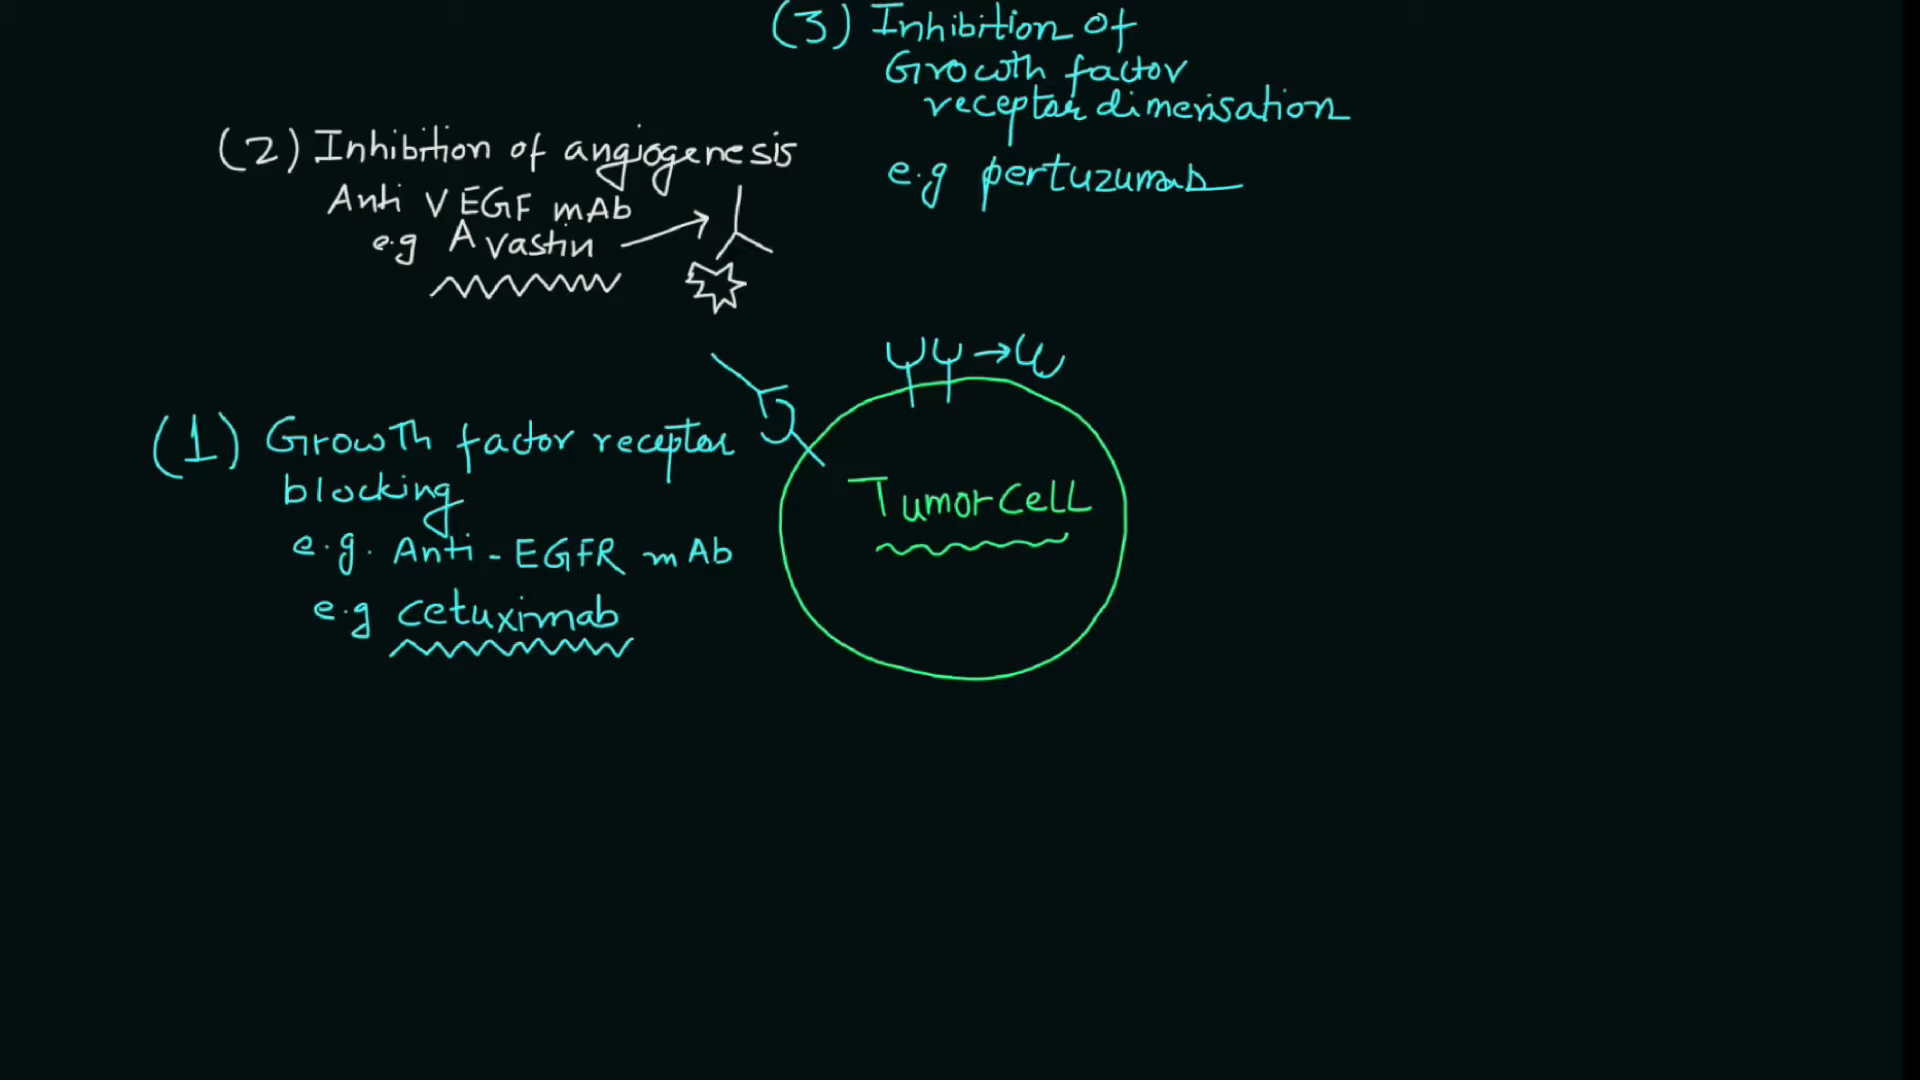 (3) Inhibition of
Growth factor
receptor dimerisation
e.g pertuzumab
(2) Inhibition of angiogenesis
Anti VEGF mAb
e.g Avastin
(1) Growth factor receptor
blocking
e.g. Anti-EGFR mAb
e.g cetuximab
Tumor Cell